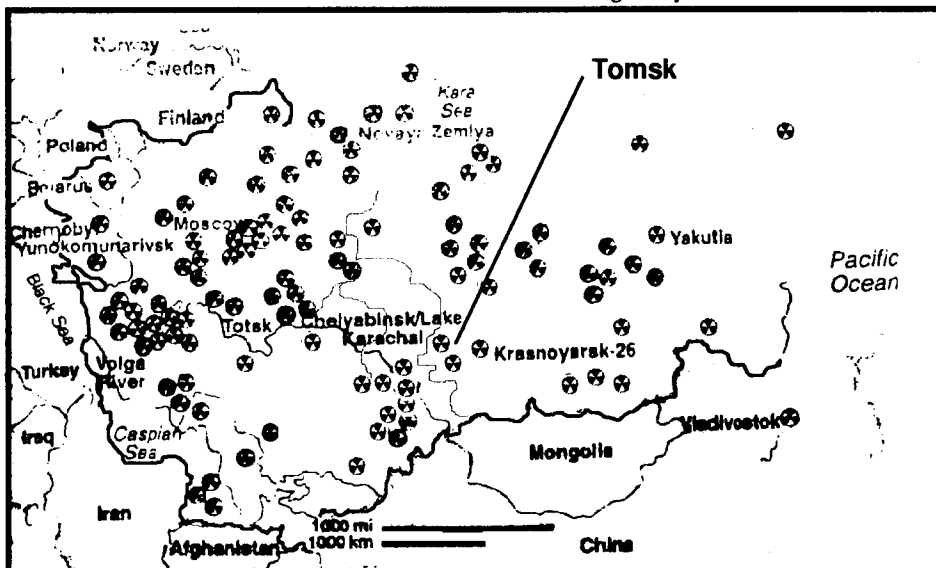 Norway
Sweden
Finland
Poland
Belarus
Kara
Sea
Novaya Zemlya
Tomsk
Moscow
Chernobyl
Yunokomunarivsk
Black Sea
Yakutia
Pacific
Ocean
Totsk
Chelyabinsk/Lake
Karachai
Krasnoyarsk-26
Turkey
Volga
River
Caspian
Sea
Iraq
Iran
Afghanistan
Mongolia
Vladivostok
China
1000 mi
1000 km